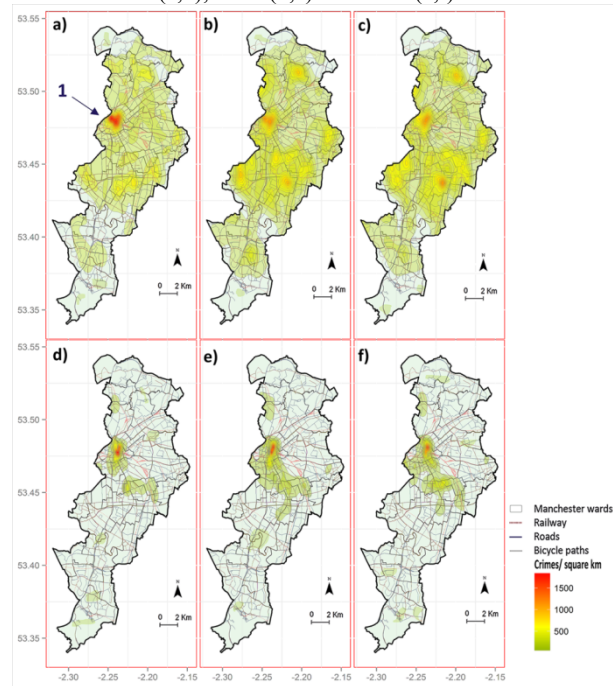 a) b) c)
53.55
53.50
1
53.45
53.40
53.35
N N N
0 2 Km 0 2 Km 0 2 Km
d) e) f)
53.55
53.50
53.45
53.40
53.35
N N N
0 2 Km 0 2 Km 0 2 Km
-2.30 -2.25 -2.20 -2.15 -2.30 -2.25 -2.20 -2.15 -2.30 -2.25 -2.20 -2.15
Manchester wards
Railway
Roads
Bicycle paths
Crimes/ square km
1500
1000
500